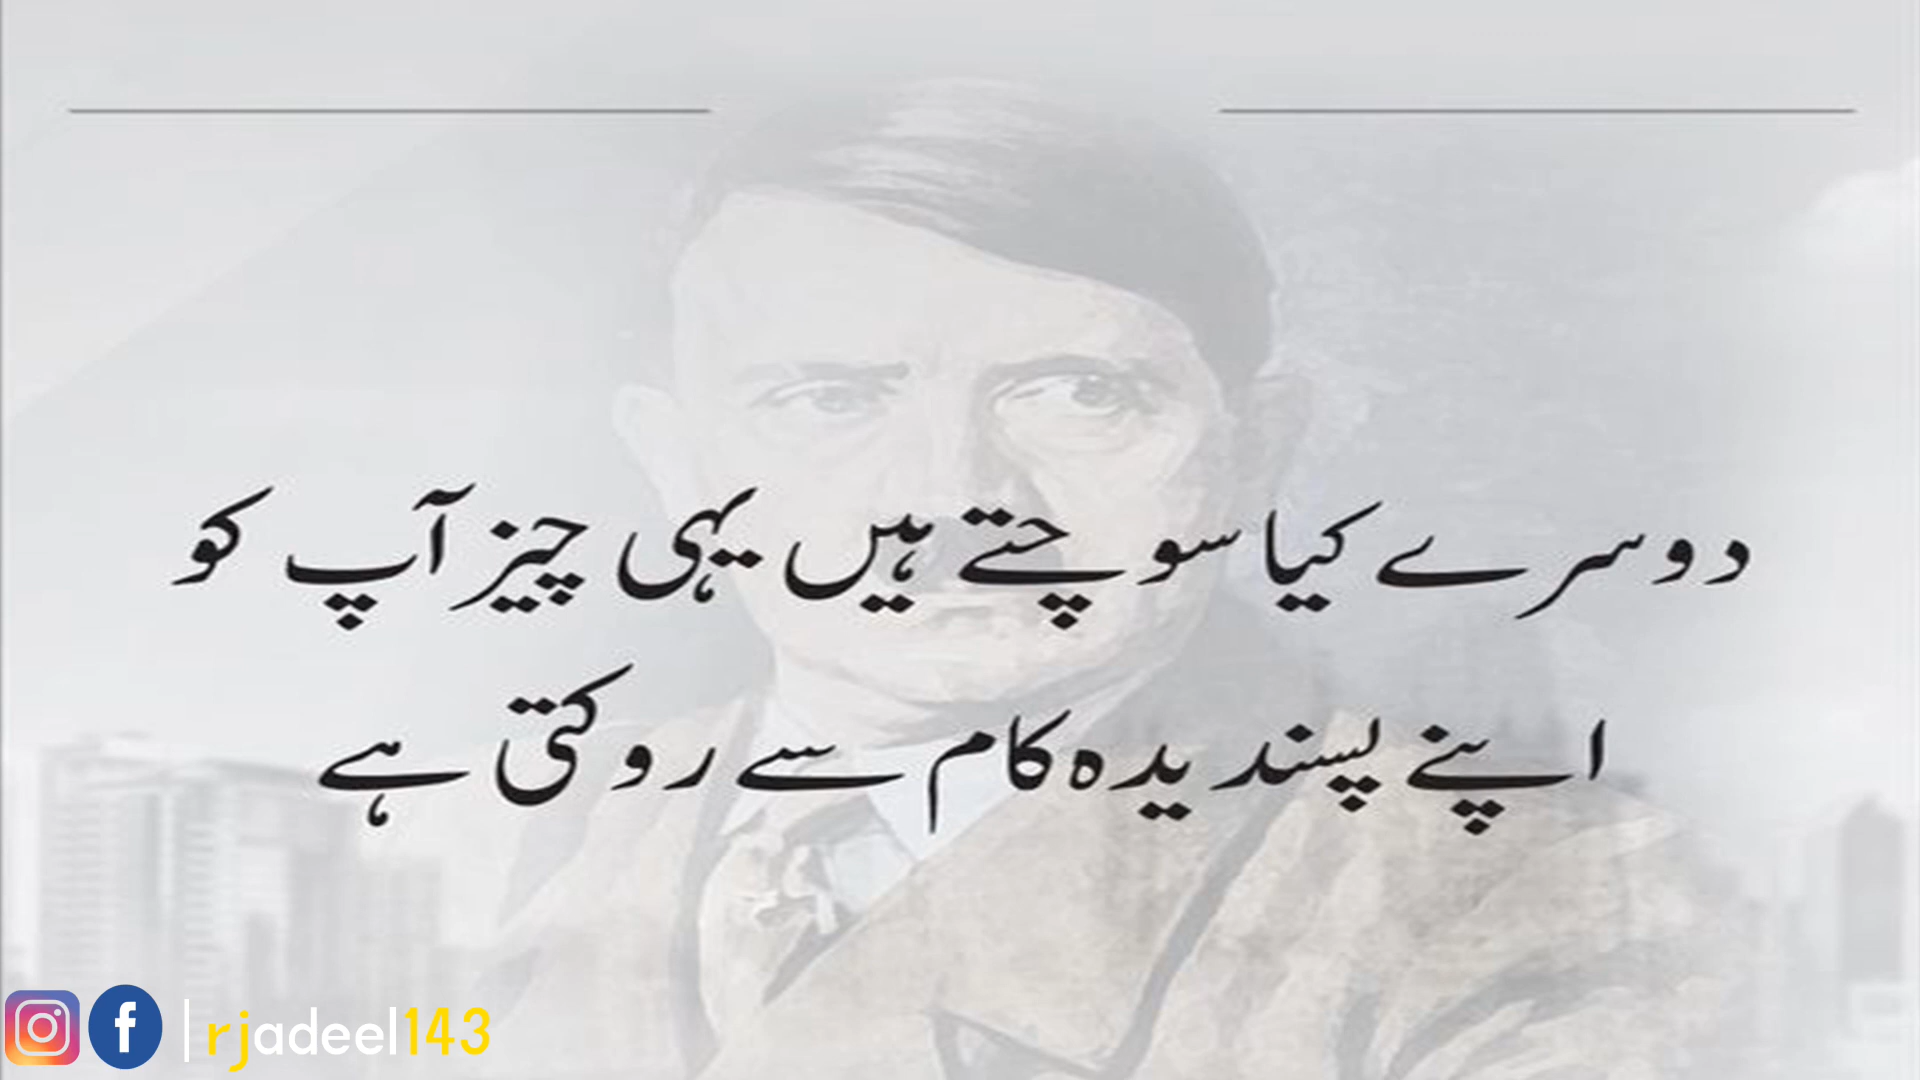 دوسرے کیا سوچتے ہیں یہی چیز آپ کو
اپنے پسندیدہ کام سے روکتی ہے
rjadeel143